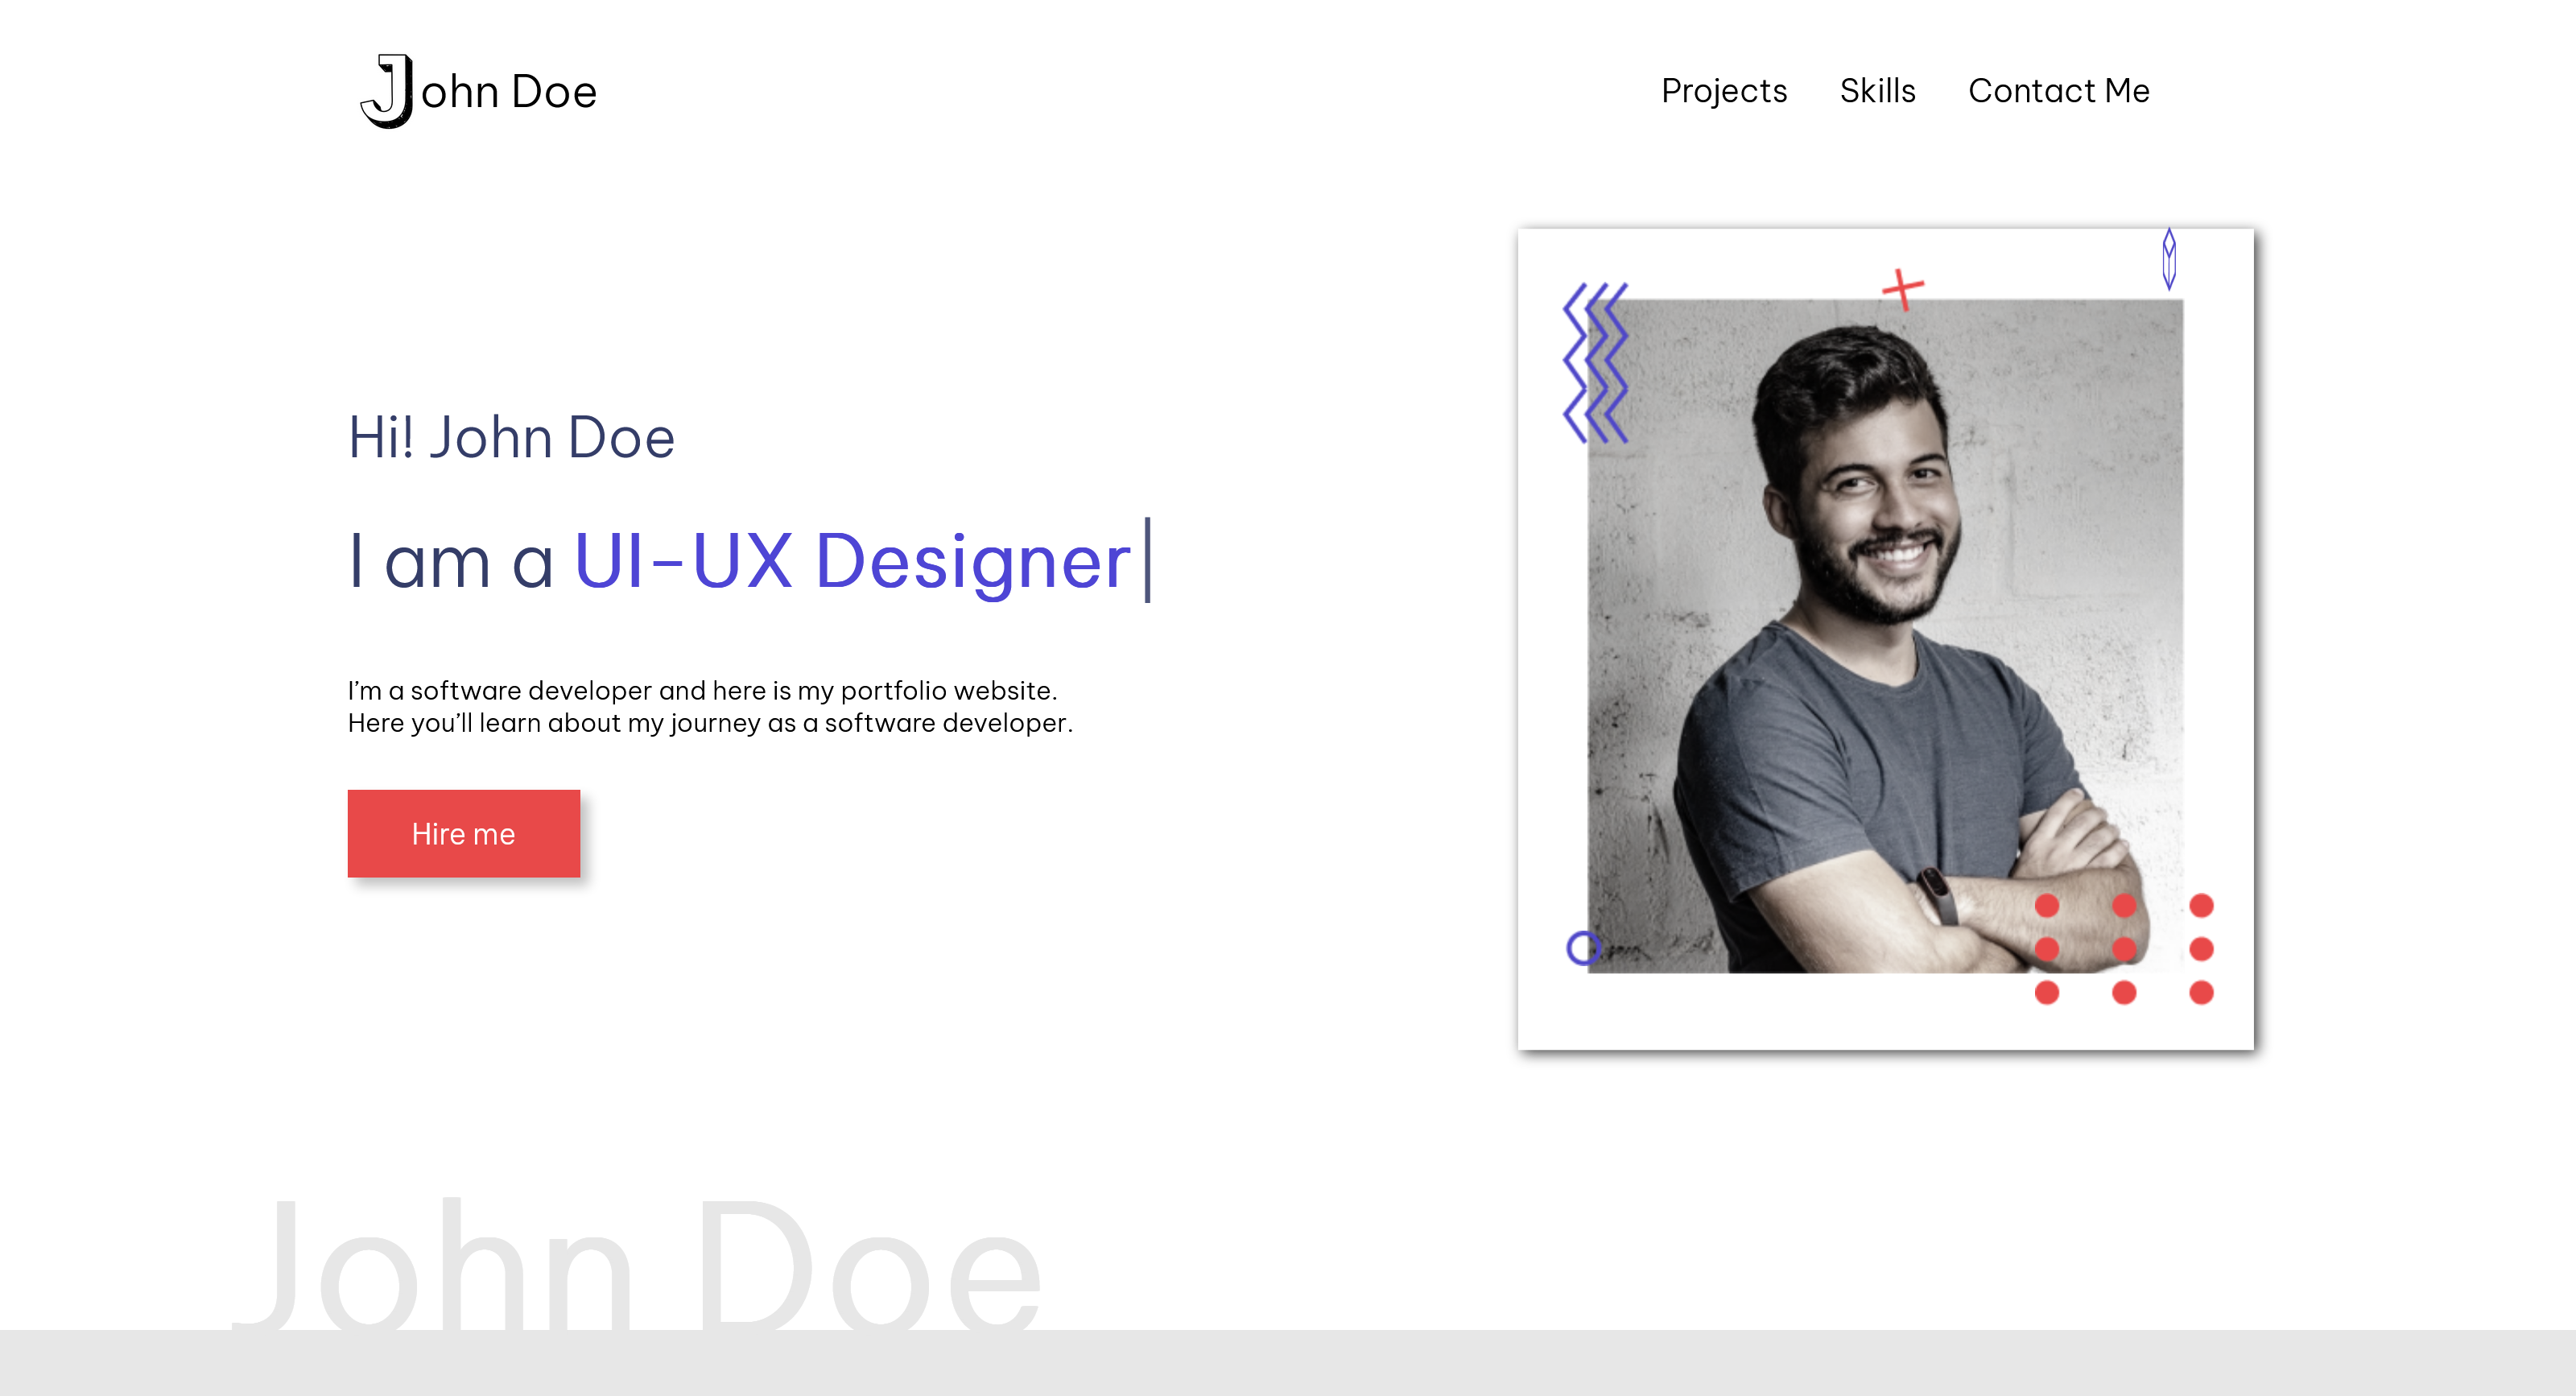 John Doe
Projects Skills Contact Me
Hi! John Doe
I am a UI-UX Designer
I’m a software developer and here is my portfolio website.
Here you’ll learn about my journey as a software developer.
Hire me
John Doe